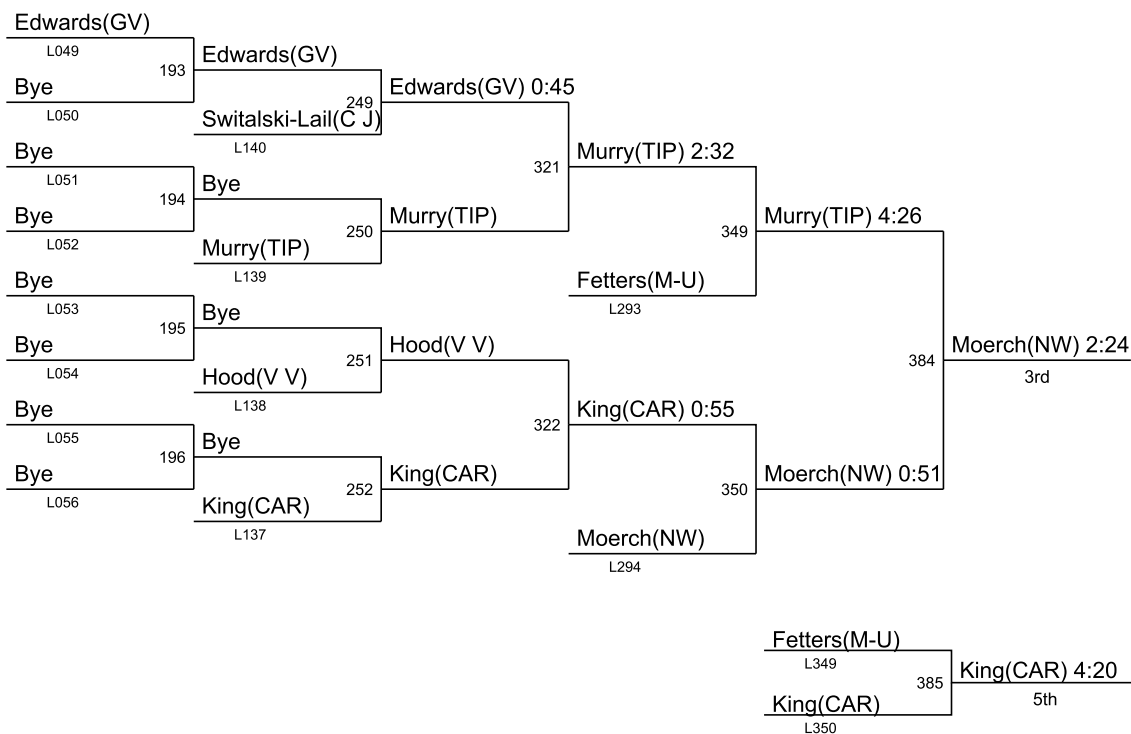 Edwards(GV)
L049
193
Edwards(GV)
Bye
L050
249
Edwards(GV) 0:45
Switalski-Lail(C J)
L140
Bye
L051
321
Murry(TIP) 2:32
194
Bye
Bye
L052
250
Murry(TIP)
Murry(TIP)
L139
349
Murry(TIP) 4:26
Bye
L053
Fetters(M-U)
L293
195
Bye
Bye
L054
251
Hood(V V)
384
Moerch(NW) 2:24
3rd
Hood(V V)
L138
Bye
L055
322
King(CAR) 0:55
196
Bye
Bye
L056
252
King(CAR)
350
Moerch(NW) 0:51
King(CAR)
L137
Moerch(NW)
L294
Fetters(M-U)
L349
385
King(CAR) 4:20
5th
King(CAR)
L350